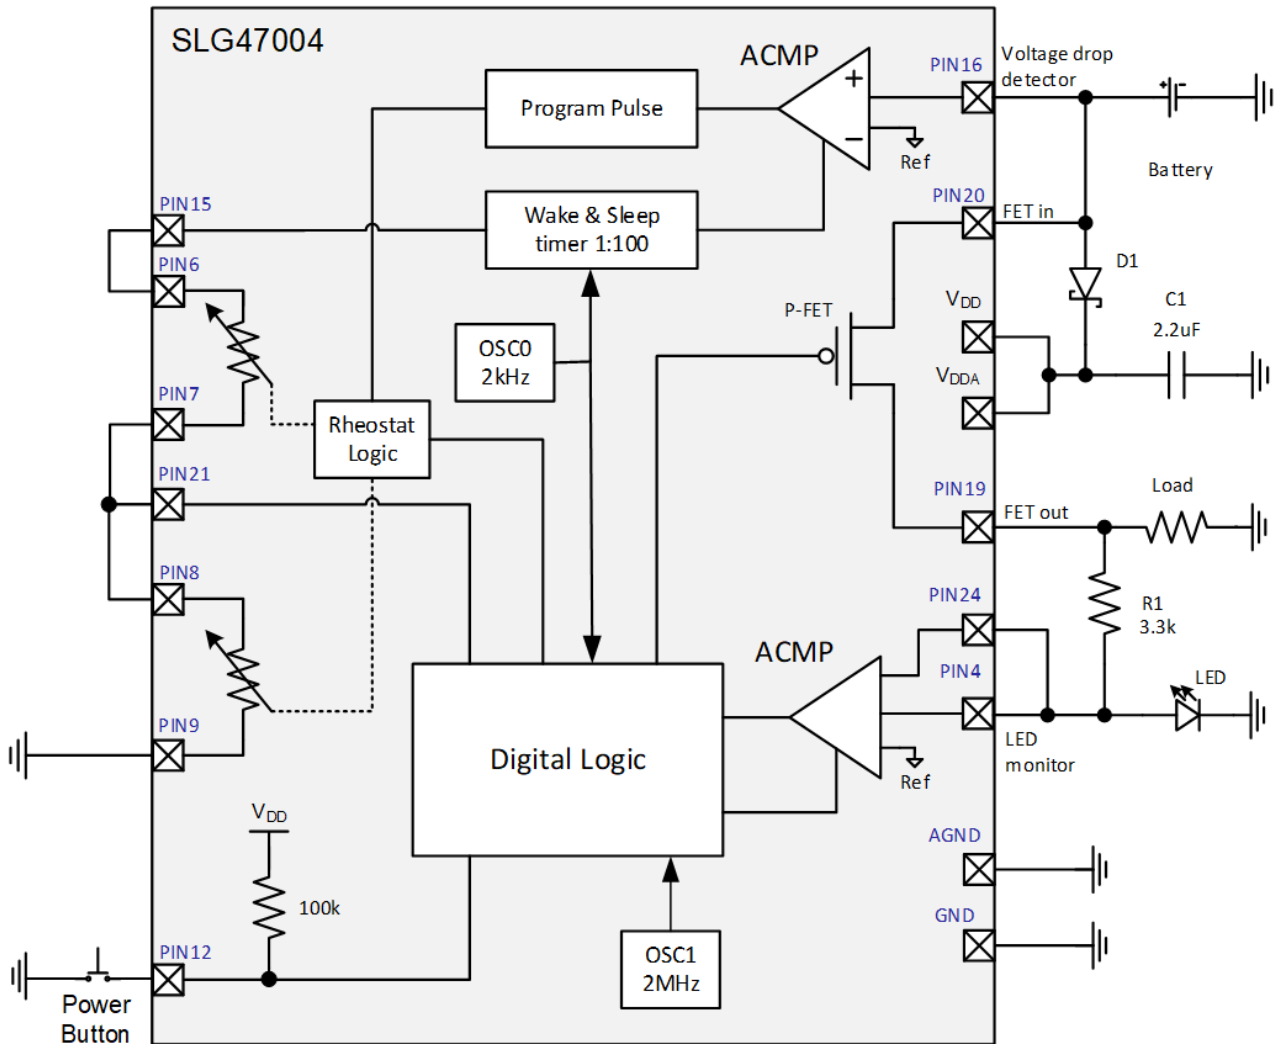 SLG47004
ACMP
PIN16
Voltage drop
detector
+
Program Pulse
−
Ref
Battery
PIN15
Wake & Sleep
timer 1:100
PIN20
FET in
PIN6
D1
VDD
C1
2.2uF
P-FET
OSC0
2kHz
VDDA
PIN7
Rheostat
Logic
PIN21
PIN19
Load
FET out
PIN8
PIN24
R1
3.3k
ACMP
PIN4
LED
PIN9
Digital Logic
LED
monitor
Ref
VDD
AGND
100k
GND
PIN12
OSC1
2MHz
Power
Button